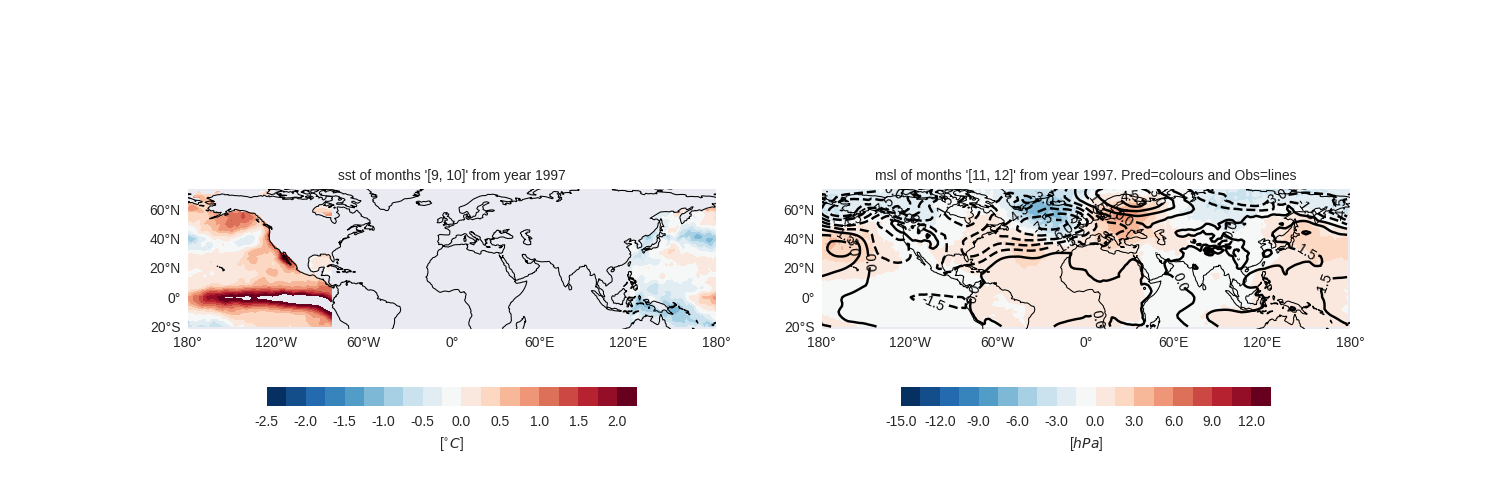 sst of months '[9, 10]' from year 1997
60°N
40°N
20°N
0°
20°S
180° 120°W 60°W 0° 60°E 120°E 180°
-2.5 -2.0 -1.5 -1.0 -0.5 0.0 0.5 1.0 1.5 2.0
[°C]
msl of months '[11, 12]' from year 1997. Pred=colours and Obs=lines
60°N
40°N
20°N
0°
20°S
-1.5
1.5
180° 120°W 60°W 0° 60°E 120°E 180°
-15.0 -12.0 -9.0 -6.0 -3.0 0.0 3.0 6.0 9.0 12.0
[hPa]